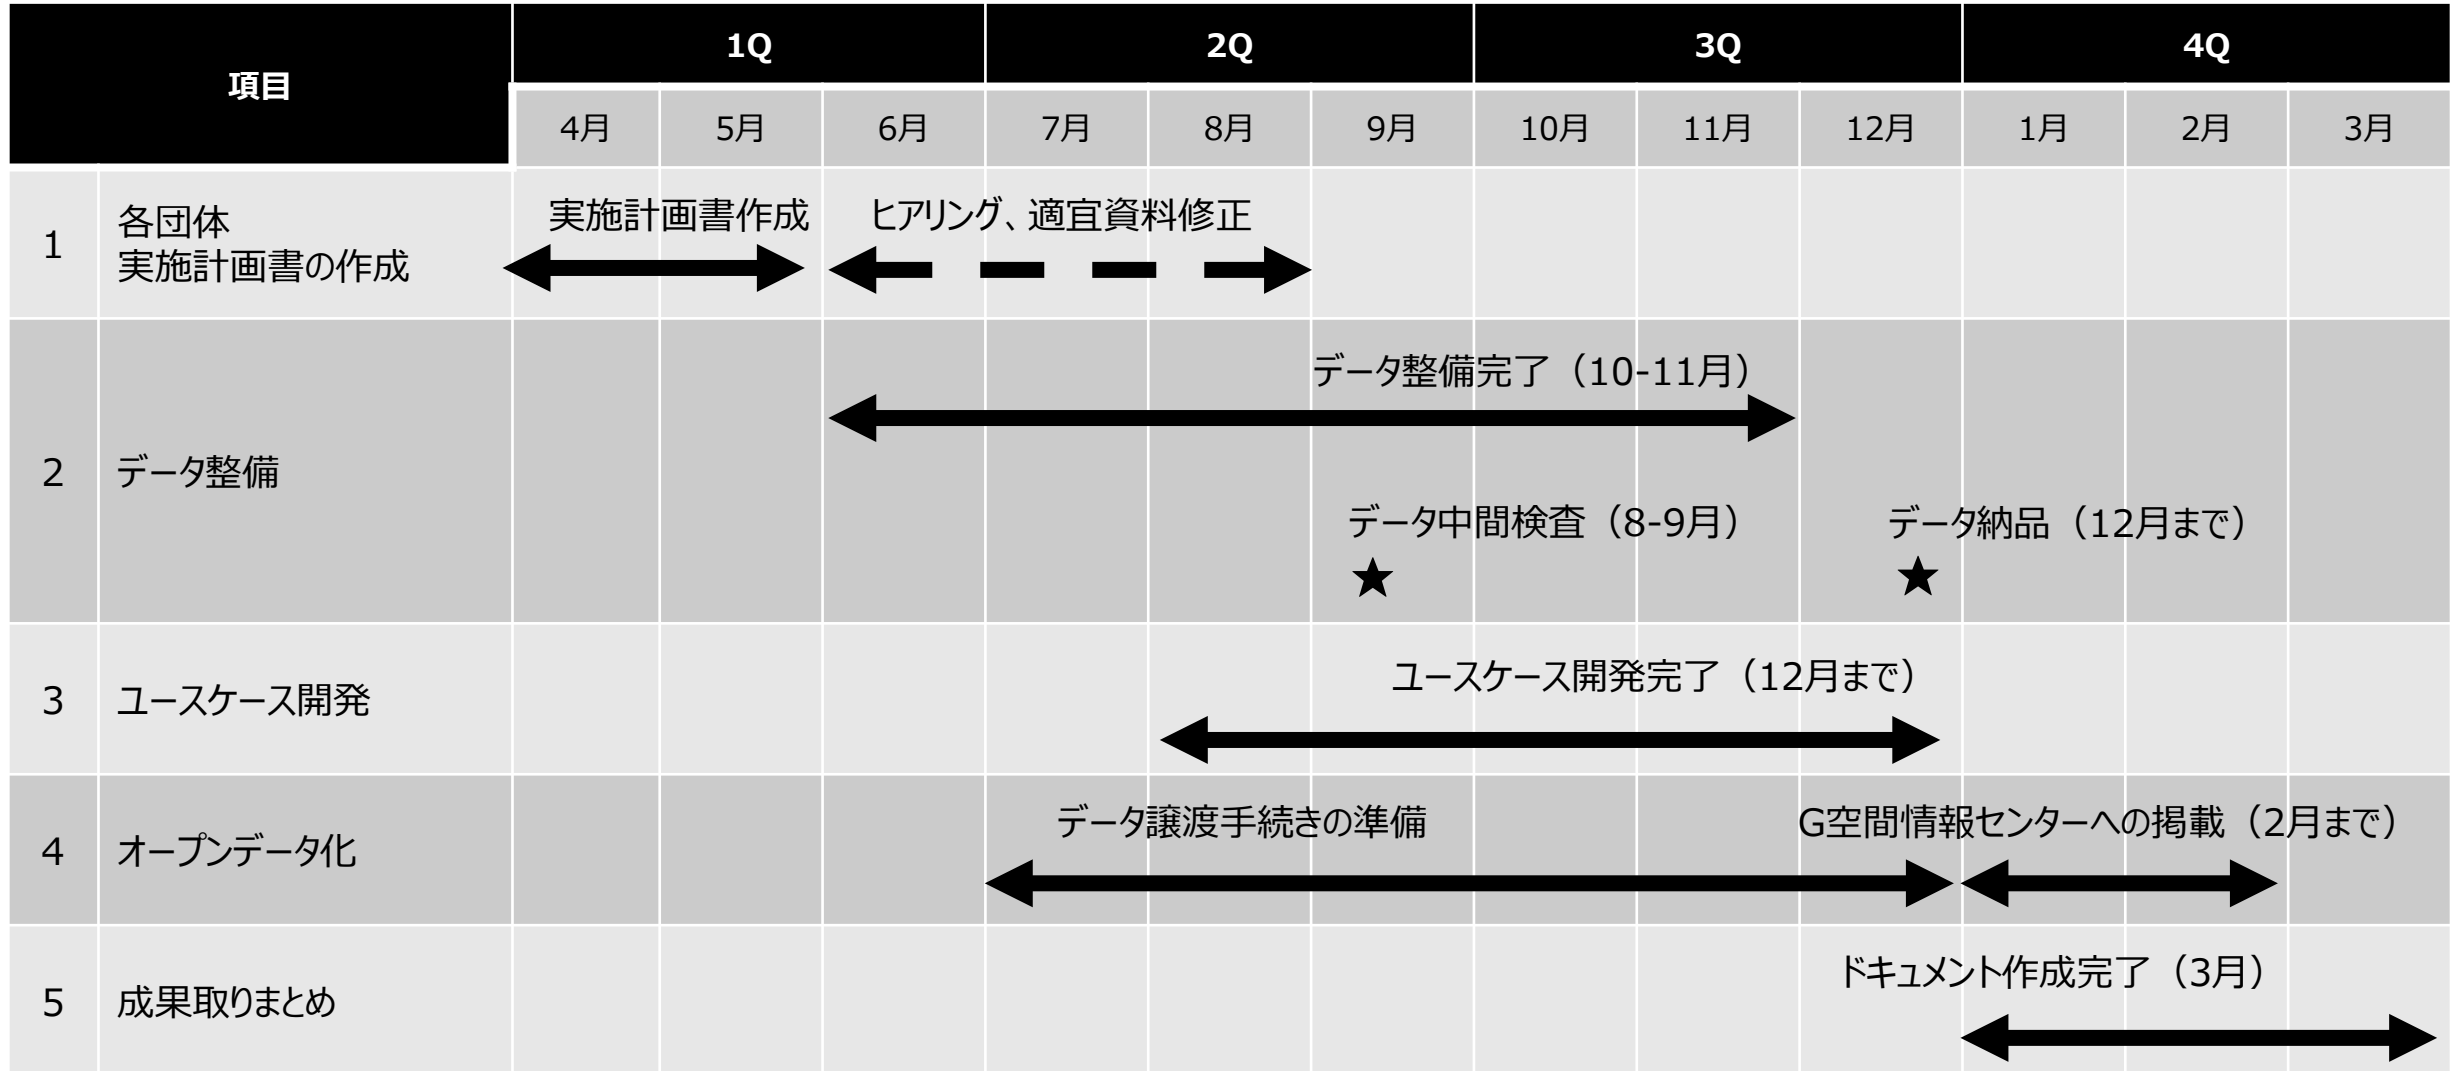 項目
1Q
2Q
3Q
4Q
4月
5月
6月
7月
8月
9月
10月
11月
12月
1月
2月
3月
1
各団体
実施計画書の作成
実施計画書作成
ヒアリング、適宜資料修正
2
データ整備
データ整備完了（10-11月）
データ中間検査（8-9月）
データ納品（12月まで）
3
ユースケース開発
ユースケース開発完了（12月まで）
4
オープンデータ化
データ譲渡手続きの準備
G空間情報センターへの掲載（2月まで）
5
成果取りまとめ
ドキュメント作成完了（3月）